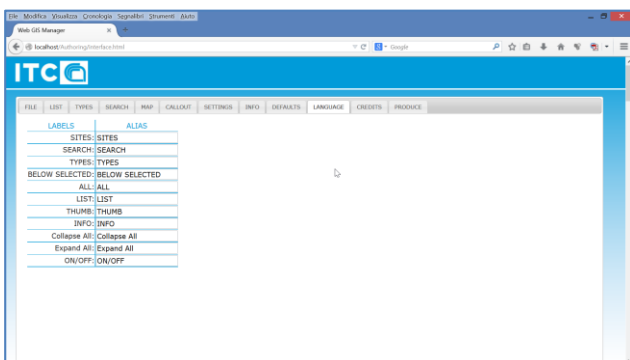 File Modifica Visualizza Cronologia Segnalibri Strumenti Aiuto
Web GIS Manager
localhost/Authoring/interface.html
Google
ITC
FILE LIST TYPES SEARCH MAP CALLOUT SETTINGS INFO DEFAULTS LANGUAGE CREDITS PRODUCE
LABELS ALIAS
SITES: SITES
SEARCH: SEARCH
TYPES: TYPES
BELOW SELECTED: BELOW SELECTED
ALL: ALL
LIST: LIST
THUMB: THUMB
INFO: INFO
Collapse All: Collapse All
Expand All: Expand All
ON/OFF: ON/OFF